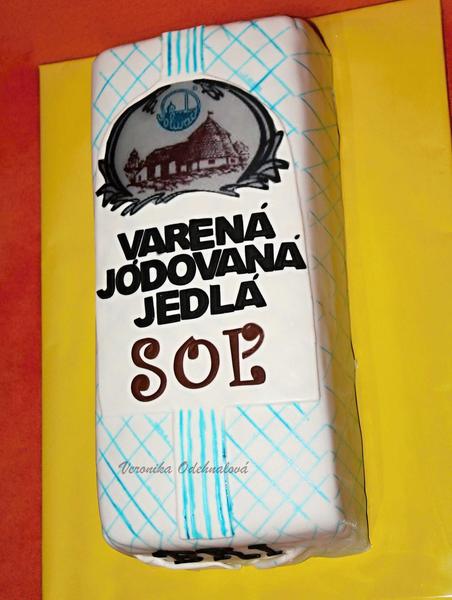 VARENÁ
JÓDOVANÁ
JEDLÁ
SOĽ
Veronika Odehnalová